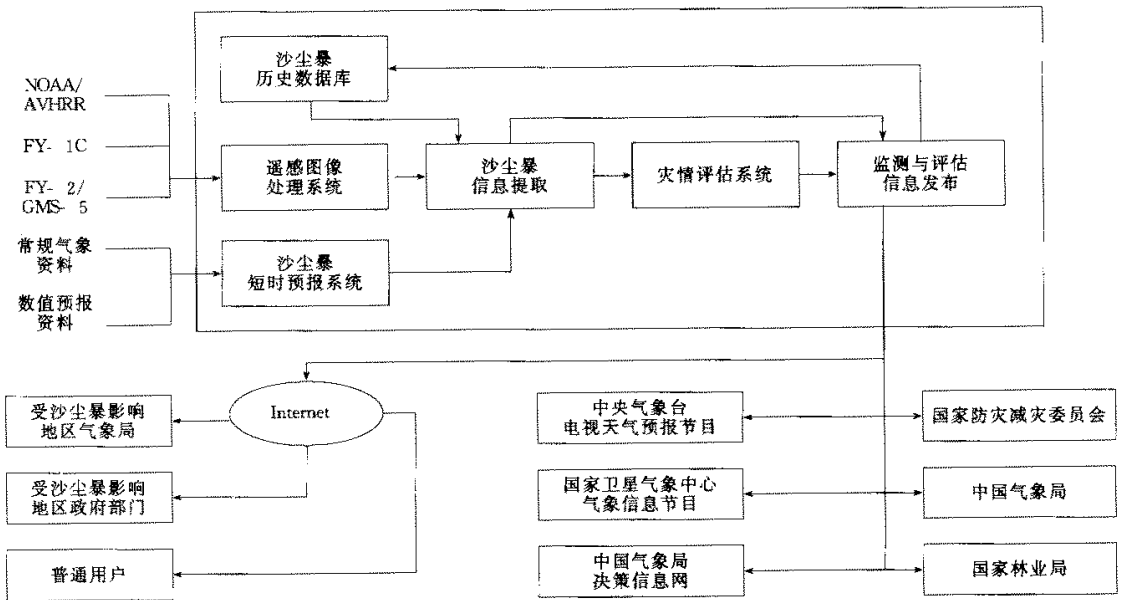 沙尘暴
历史数据库
NOAA/
AVHRR
FY- 1C
FY- 2/
GMS- 5
常规气象
资料
数值预报
资料
遥感图像
处理系统
沙尘暴
短时预报系统
沙尘暴
信息提取
灾情评估系统
监测与评估
信息发布
Internet
受沙尘暴影响
地区气象局
受沙尘暴影响
地区政府部门
普通用户
中央气象台
电视天气预报节目
国家卫星气象中心
气象信息节目
中国气象局
决策信息网
国家防灾减灾委员会
中国气象局
国家林业局